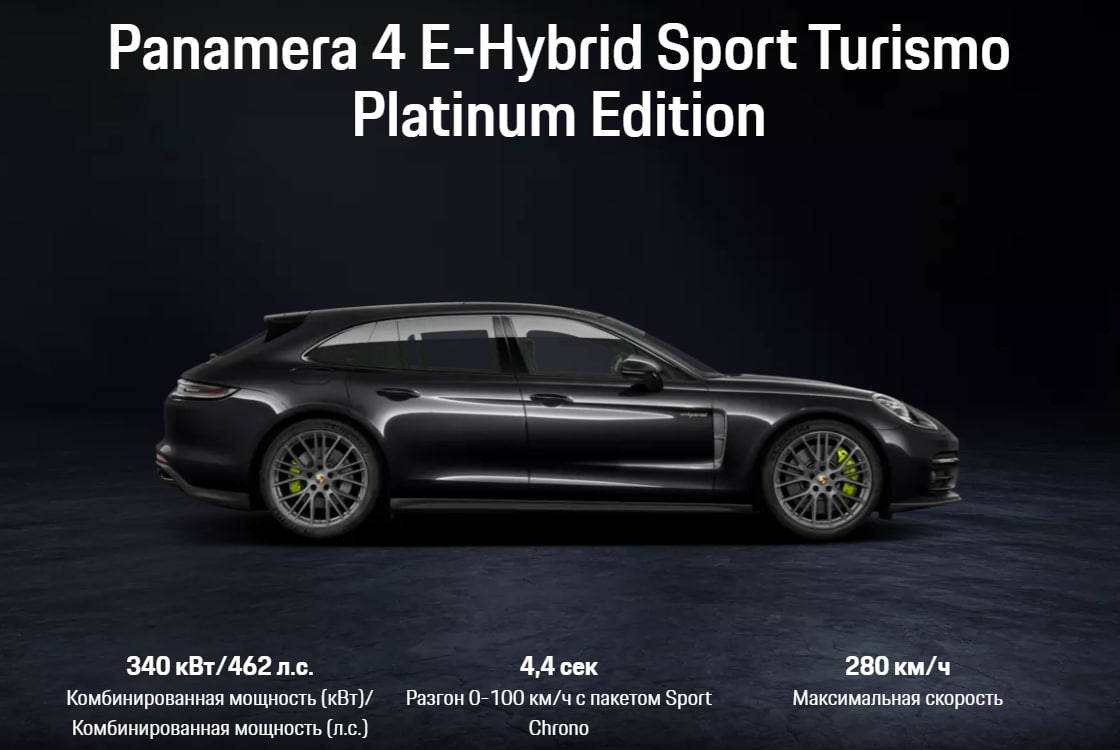 Panamera 4 E-Hybrid Sport Turismo
Platinum Edition
340 кВт/462 л.с.
Комбинированная мощность (кВт)/
Комбинированная мощность (л.с.)
4,4 сек
Разгон 0-100 км/ч с пакетом Sport
Chrono
280 км/ч
Максимальная скорость